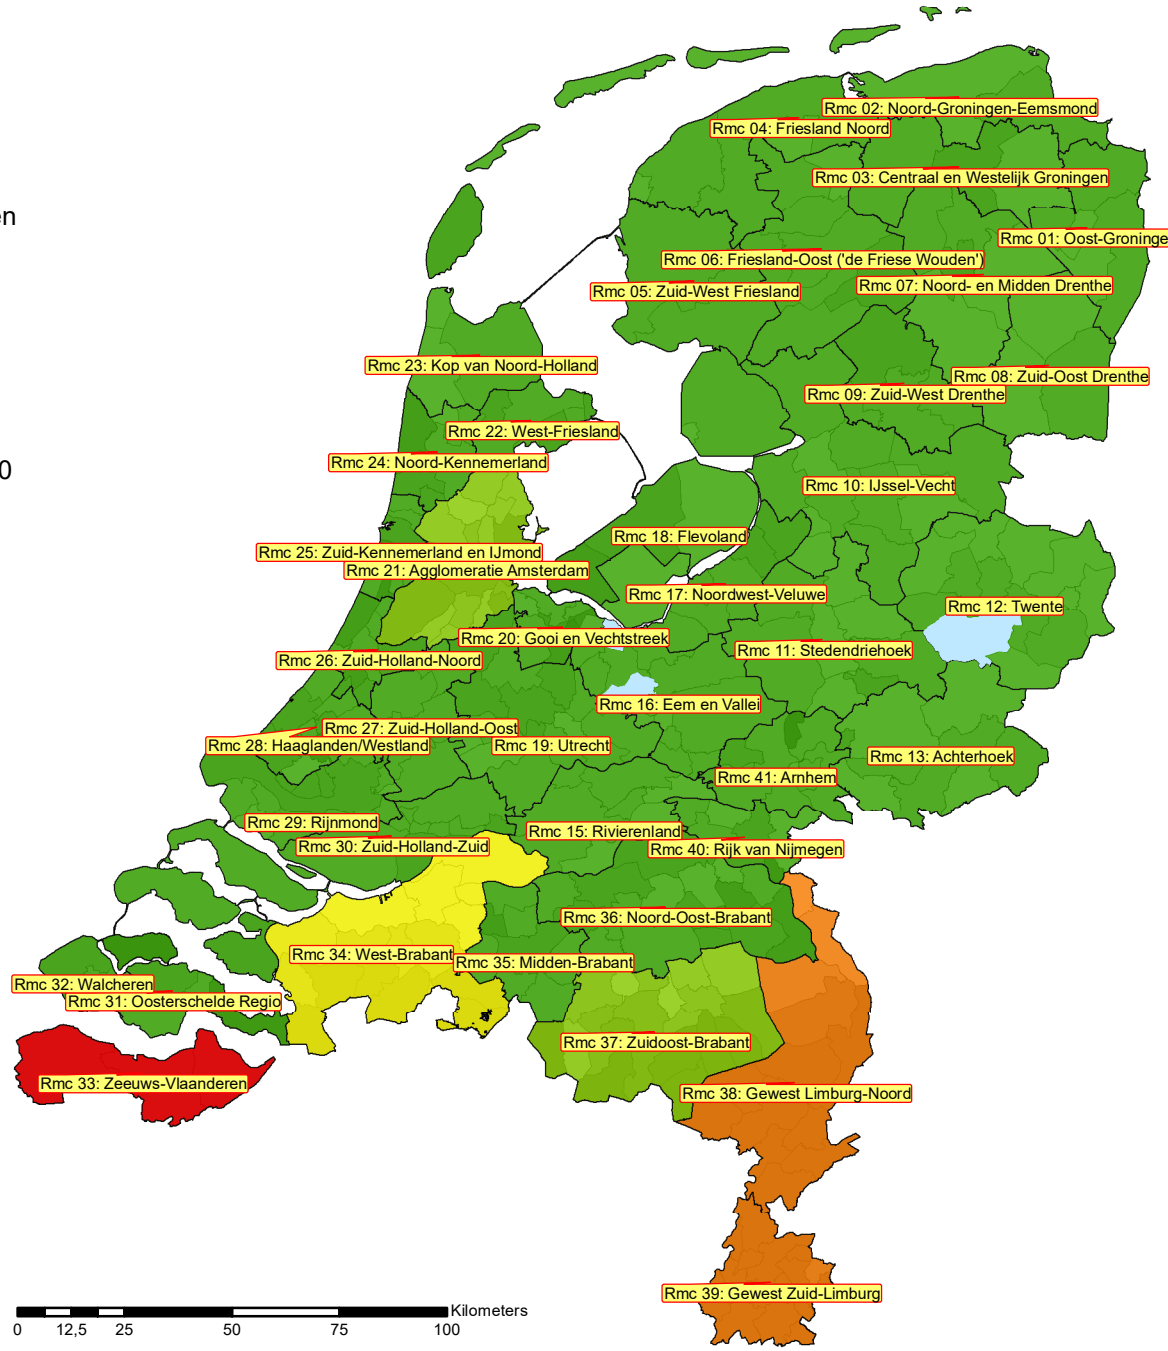 Rmc 02: Noord-Groningen-Eemsmond
Rmc 04: Friesland Noord
Rmc 03: Centraal en Westelijk Groningen
en
Rmc 01: Oost-Groninge
Rmc 06: Friesland-Oost ('de Friese Wouden')
Rmc 07: Noord- en Midden Drenthe
Rmc 05: Zuid-West Friesland
Rmc 23: Kop van Noord-Holland
Rmc 08: Zuid-Oost Drenthe
Rmc 09: Zuid-West Drenthe
Rmc 22: West-Friesland
Rmc 24: Noord-Kennemerland
0
Rmc 10: IJssel-Vecht
Rmc 18: Flevoland
Rmc 25: Zuid-Kennemerland en IJmond
Rmc 21: Agglomeratie Amsterdam
Rmc 17: Noordwest-Veluwe
Rmc 12: Twente
Rmc 20: Gooi en Vechtstreek
Rmc 11: Stedendriehoek
Rmc 26: Zuid-Holland-Noord
Rmc 16: Eem en Vallei
Rmc 27: Zuid-Holland-Oost
Rmc 28: Haaglanden/Westland
Rmc 19: Utrecht
Rmc 13: Achterhoek
Rmc 41: Arnhem
Rmc 29: Rijnmond
Rmc 15: Rivierenland
Rmc 30: Zuid-Holland-Zuid
Rmc 40: Rijk van Nijmegen
Rmc 36: Noord-Oost-Brabant
Rmc 34: West-Brabant
Rmc 35: Midden-Brabant
Rmc 32: Walcheren
Rmc 31: Oosterschelde Regio
Rmc 37: Zuidoost-Brabant
Rmc 33: Zeeuws-Vlaanderen
Rmc 38: Gewest Limburg-Noord
Rmc 39: Gewest Zuid-Limburg
Kilometers
0 12,5 25 50 75 100